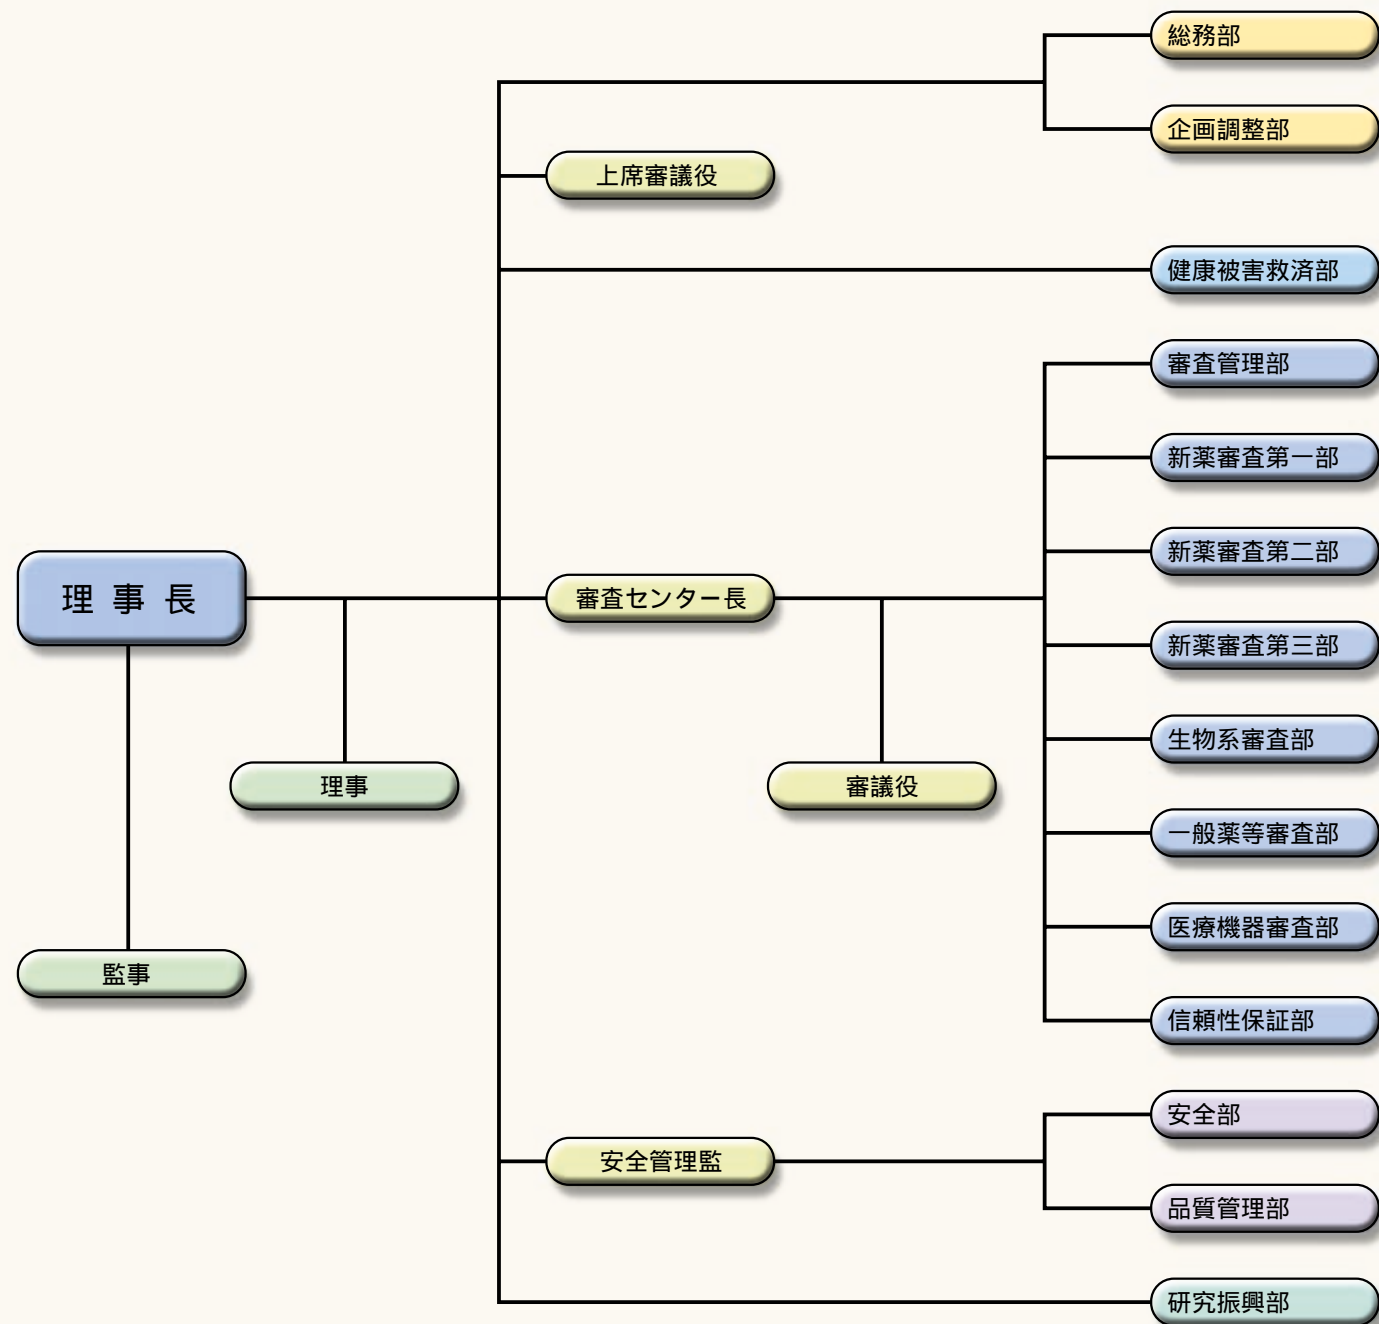 総務部
企画調整部
上席審議役
健康被害救済部
審査管理部
新薬審査第一部
新薬審査第二部
理事長
審査センター長
新薬審査第三部
生物系審査部
理事
審議役
一般薬等審査部
医療機器審査部
監事
信頼性保証部
安全部
安全管理監
品質管理部
研究振興部